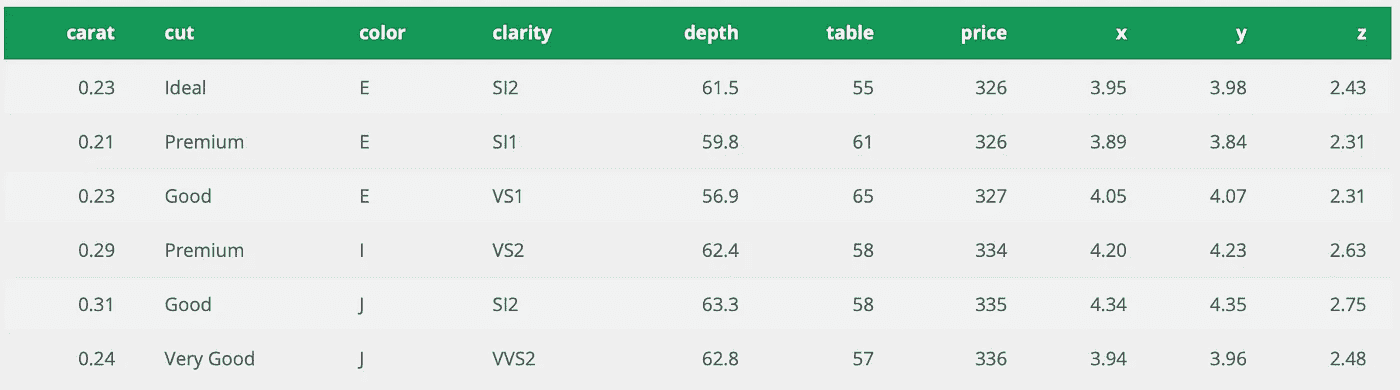 carat cut color clarity depth table price x y z
0.23 Ideal E SI2 61.5 55 326 3.95 3.98 2.43
0.21 Premium E SI1 59.8 61 326 3.89 3.84 2.31
0.23 Good E VS1 56.9 65 327 4.05 4.07 2.31
0.29 Premium I VS2 62.4 58 334 4.20 4.23 2.63
0.31 Good J SI2 63.3 58 335 4.34 4.35 2.75
0.24 Very Good J VVS2 62.8 57 336 3.94 3.96 2.48